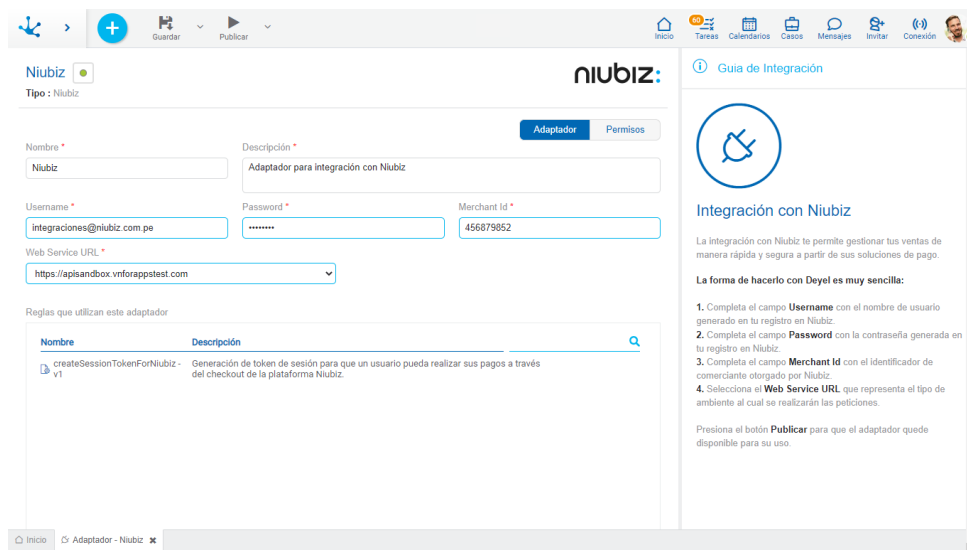 Guardar
Publicar
Inicio
60
Tareas
Calendarios
Casos
Mensajes
Invitar
Conexión
Niubiz
Tipo : Niubiz
niubiz:
Adaptador
Permisos
Nombre *
Descripción *
Niubiz
Adaptador para integración con Niubiz
Username *
Password *
Merchant Id *
integraciones@niubiz.com.pe
••••••••
456879852
Web Service URL *
https://apisandbox.vnforappstest.com
Reglas que utilizan este adaptador
Nombre
Descripción
createSessionTokenForNiubiz -
v1
Generación de token de sesión para que un usuario pueda realizar sus pagos a través
del checkout de la plataforma Niubiz.
Guia de Integración
Integración con Niubiz
La integración con Niubiz te permite gestionar tus ventas de
manera rápida y segura a partir de sus soluciones de pago.
La forma de hacerlo con Deyel es muy sencilla:
1. Completa el campo Username con el nombre de usuario
generado en tu registro en Niubiz.
2. Completa el campo Password con la contraseña generada en
tu registro en Niubiz.
3. Completa el campo Merchant Id con el identificador de
comerciante otorgado por Niubiz.
4. Selecciona el Web Service URL que representa el tipo de
ambiente al cual se realizarán las peticiones.
Presiona el botón Publicar para que el adaptador quede
disponible para su uso.
Inicio
Adaptador - Niubiz